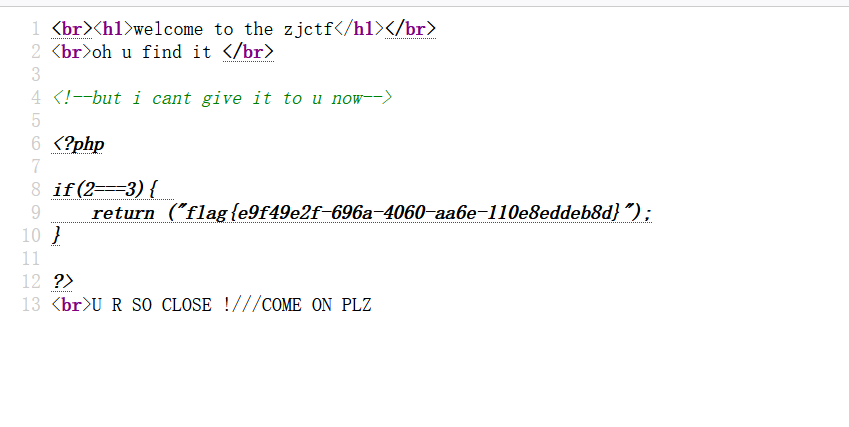 1 <br><h1>welcome to the zjctf</h1></br>
2 <br>oh u find it </br>
3
4 <!--but i cant give it to u now-->
5
6 <?php
7
8 if(2===3){
9     return ("flag{e9f49e2f-696a-4060-aa6e-110e8eddeb8d}");
10 }
11
12 ?>
13 <br>U R SO CLOSE !///COME ON PLZ